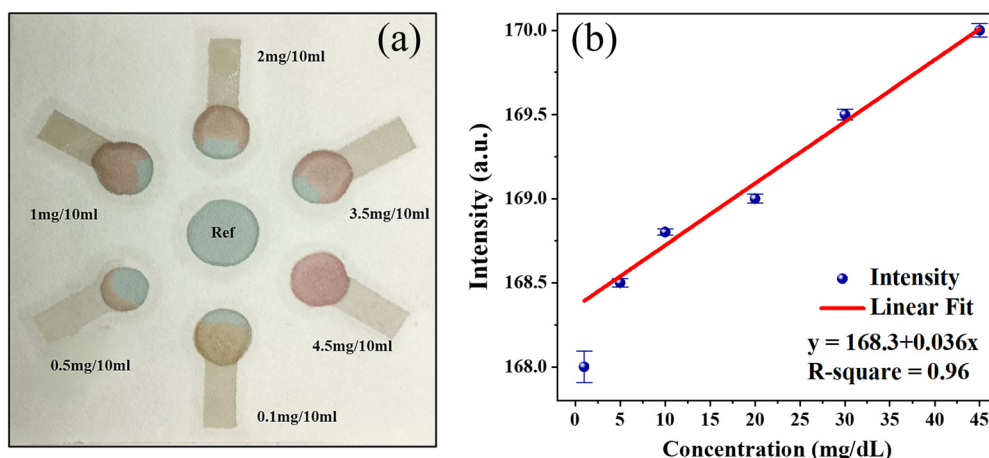 (a)
2mg/10ml
1mg/10ml
3.5mg/10ml
Ref
0.5mg/10ml
4.5mg/10ml
0.1mg/10ml
(b)
170.0
169.5
169.0
168.5
168.0
Intensity (a.u.)
Intensity
Linear Fit
y = 168.3+0.036x
R-square = 0.96
0 5 10 15 20 25 30 35 40 45
Concentration (mg/dL)